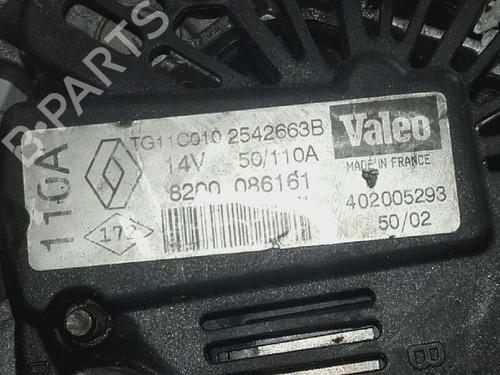 B-PARTS
110A
TG11C010 2542663B
14V 50/110A
8200 086161
172
Valeo
MADE IN FRANCE
402005293
50/02
B